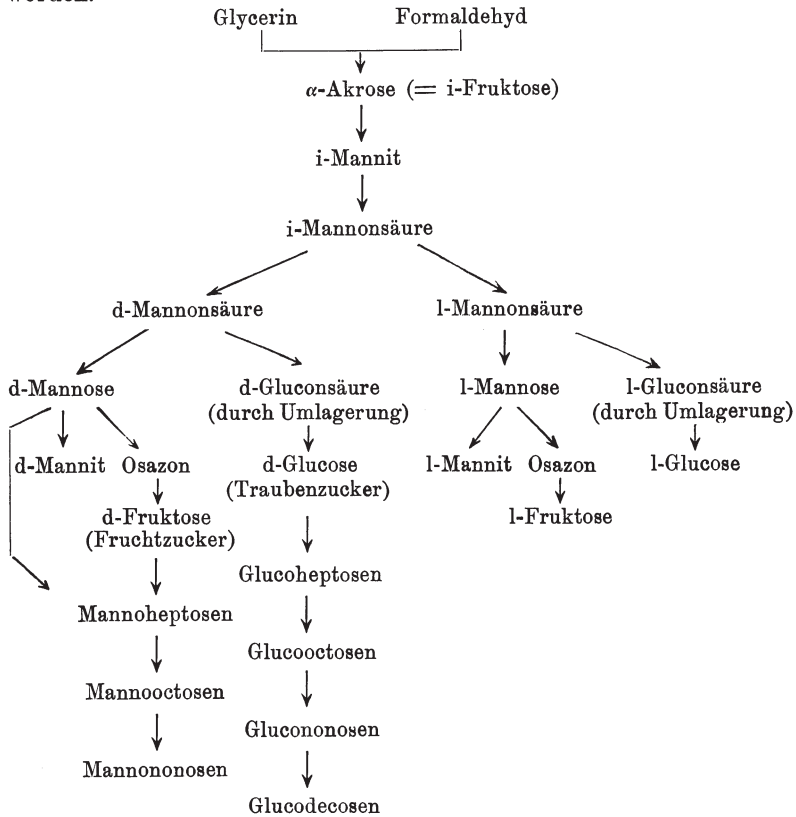 werden.
Glycerin Formaldehyd
α-Akrose (= i-Fruktose)
i-Mannit
i-Mannonsäure
d-Mannonsäure l-Mannonsäure
d-Mannose d-Gluconsäure l-Mannose l-Gluconsäure
(durch Umlagerung) (durch Umlagerung)
d-Mannit Osazon d-Glucose l-Mannit Osazon l-Glucose
(Traubenzucker)
d-Fruktose l-Fruktose
(Fruchtzucker)
Glucoheptosen
Mannoheptosen
Glucooctosen
Mannooctosen
Glucononosen
Mannononosen
Glucodecosen